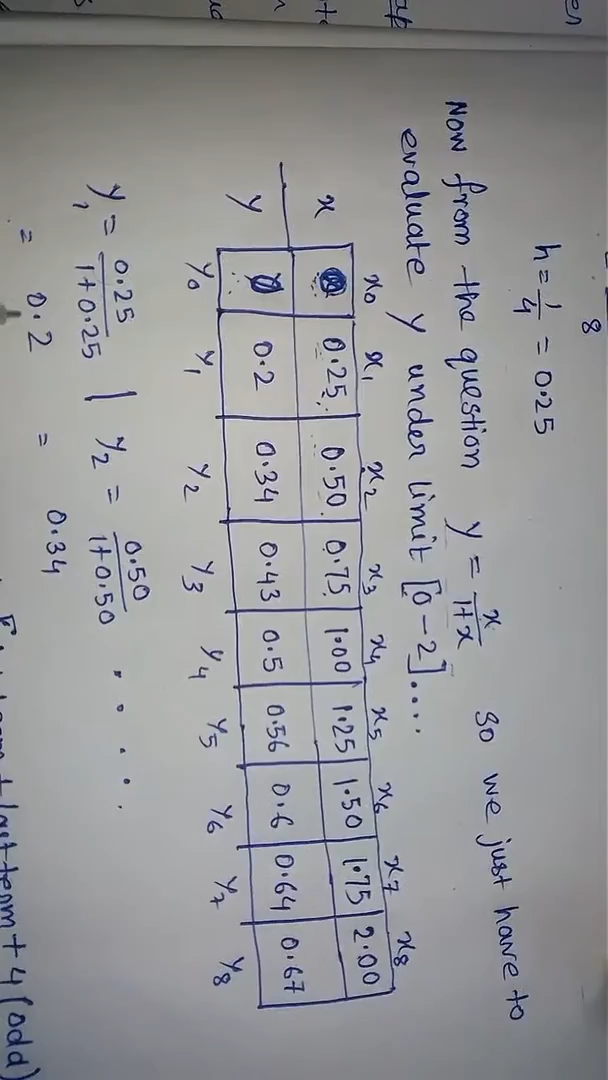 8
h = 1/4 = 0.25
Now from the question y = x/1+x so we just have to
evaluate y under limit [0-2]....
x0 x1 x2 x3 x4 x5 x6 x7 x8
x 0.25 0.50 0.75 1.00 1.25 1.50 1.75 2.00
y 0 0.2 0.34 0.43 0.5 0.56 0.6 0.64 0.67
y0 y1 y2 y3 y4 y5 y6 y7 y8
y1 = 0.25/1+0.25 | y2 = 0.50/1+0.50 .....
= 0.2 = 0.34
last term + 4(odd)